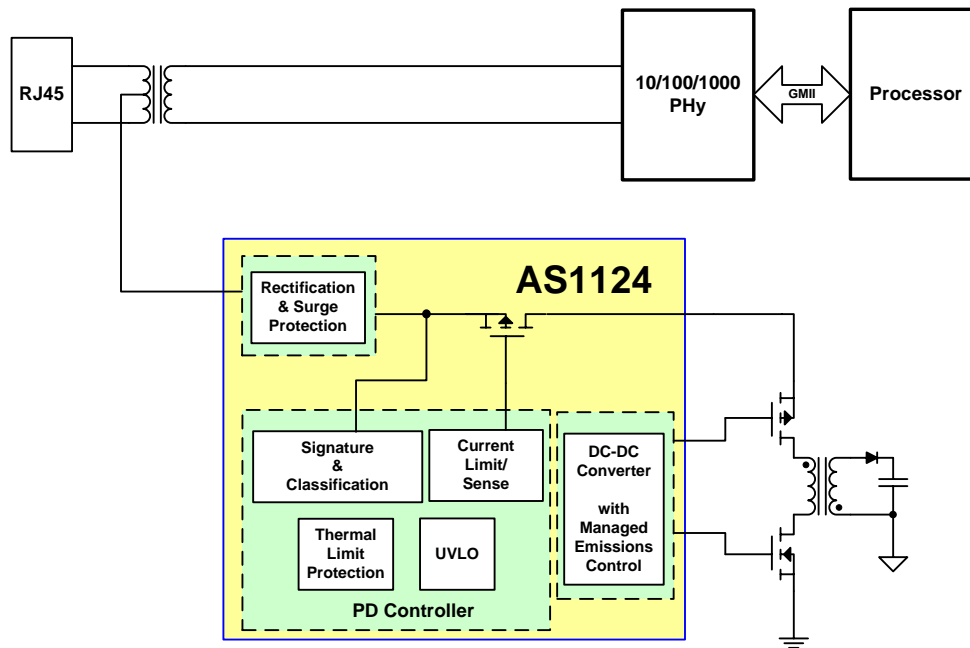 RJ45
10/100/1000
PHy
GMII
Processor
AS1124
Rectification
& Surge
Protection
Signature
&
Classification
Current
Limit/
Sense
Thermal
Limit
Protection
UVLO
PD Controller
DC-DC
Converter
with
Managed
Emissions
Control